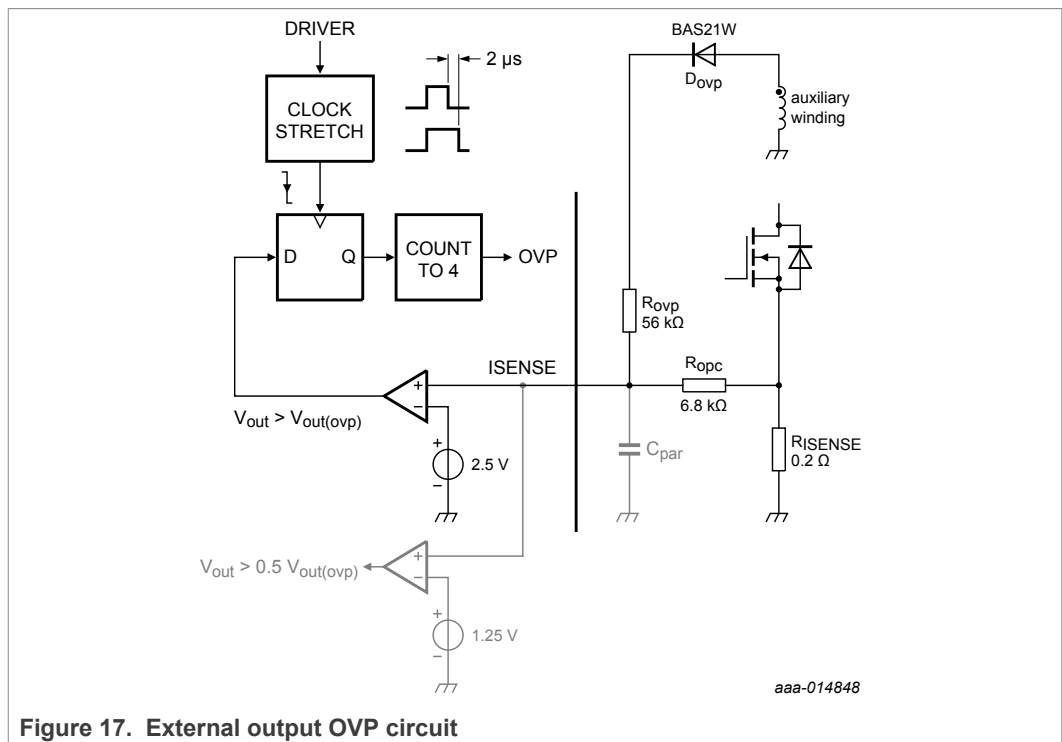 DRIVER
2 µs
CLOCK
STRETCH
BAS21W
Dovp
auxiliary
winding
D
Q
COUNT
TO 4
OVP
Rovp
56 kΩ
ISENSE
Ropc
6.8 kΩ
+
−
Vout > Vout(ovp)
+
2.5 V
−
Cpar
RISENSE
0.2 Ω
+
−
Vout > 0.5 Vout(ovp)
+
1.25 V
−
aaa-014848
Figure 17. External output OVP circuit